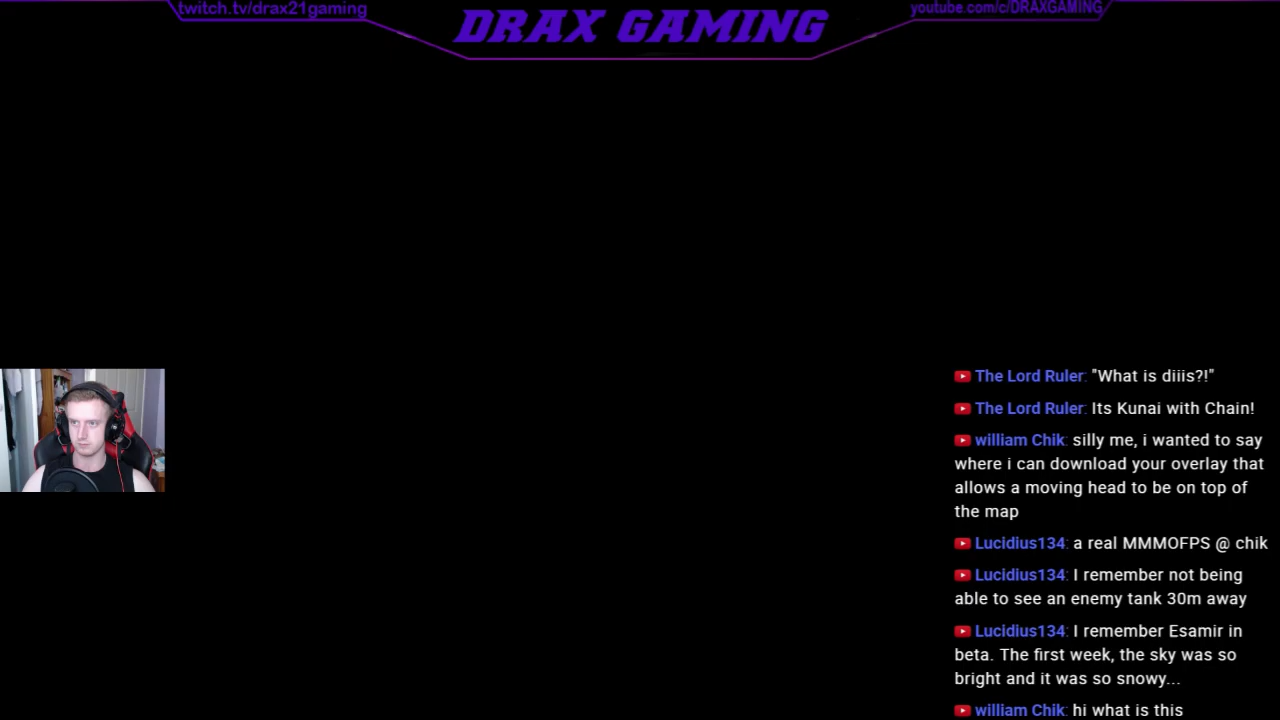 twitch.tv/drax21gaming
DRAX GAMING
youtube.com/c/DRAXGAMING
The Lord Ruler: "What is diiis?!"
The Lord Ruler: Its Kunai with Chain!
william Chik: silly me, i wanted to say
where i can download your overlay that
allows a moving head to be on top of
the map
Lucidius134: a real MMMOFPS @ chik
Lucidius134: I remember not being
able to see an enemy tank 30m away
Lucidius134: I remember Esamir in
beta. The first week, the sky was so
bright and it was so snowy...
william Chik: hi what is this